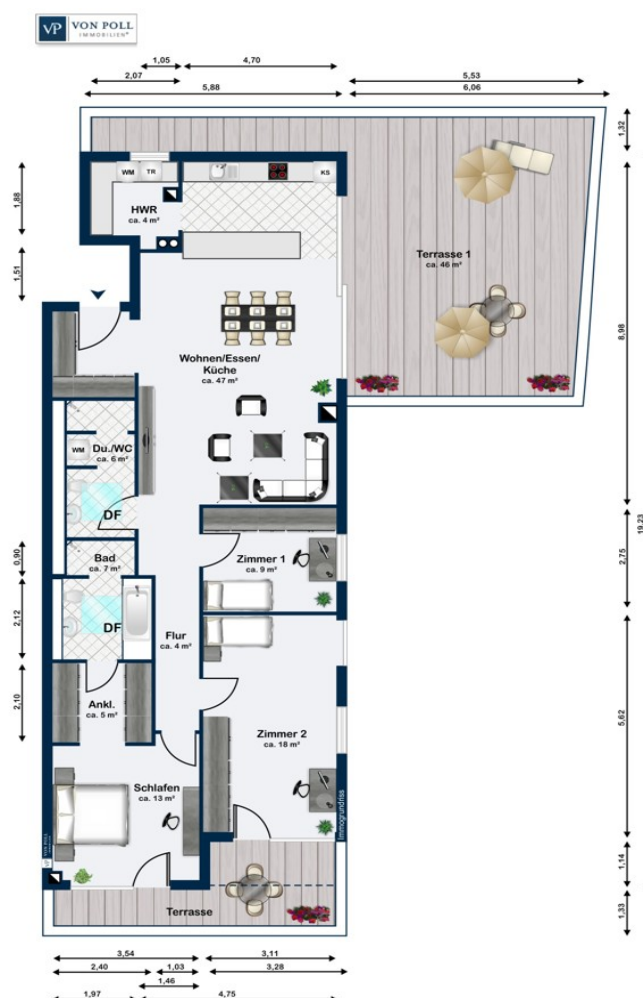 VP VON POLL
IMMOBILIEN®
1,05
4,70
2,07
5,53
5,88
6,06
1,32
WM
TR
KS
HWR
ca. 4 m²
1,88
Terrasse 1
ca. 46 m²
1,51
8,98
Wohnen/Essen/
Küche
ca. 47 m²
Du./WC
WM
ca. 6 m²
DF
19,23
Bad
ca. 7 m²
0,90
Zimmer 1
ca. 9 m²
2,75
2,12
DF
Flur
ca. 4 m²
2,10
Ankl.
ca. 5 m²
5,62
Zimmer 2
ca. 18 m²
Schlafen
ca. 13 m²
Immogrundriss
VON POLL
VP
1,14
Terrasse
1,33
3,54
3,11
2,40
1,03
3,28
1,46
1,97
4,75